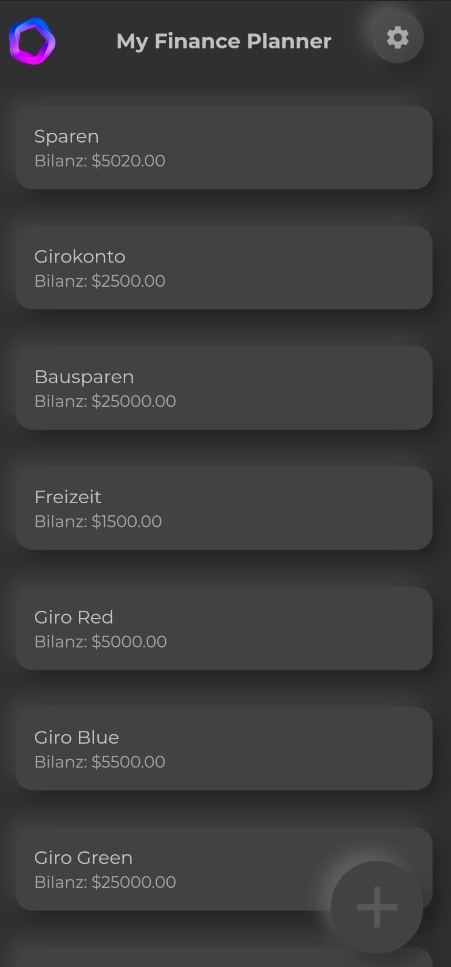 My Finance Planner
Sparen
Bilanz: $5020.00
Girokonto
Bilanz: $2500.00
Bausparen
Bilanz: $25000.00
Freizeit
Bilanz: $1500.00
Giro Red
Bilanz: $5000.00
Giro Blue
Bilanz: $5500.00
Giro Green
Bilanz: $25000.00